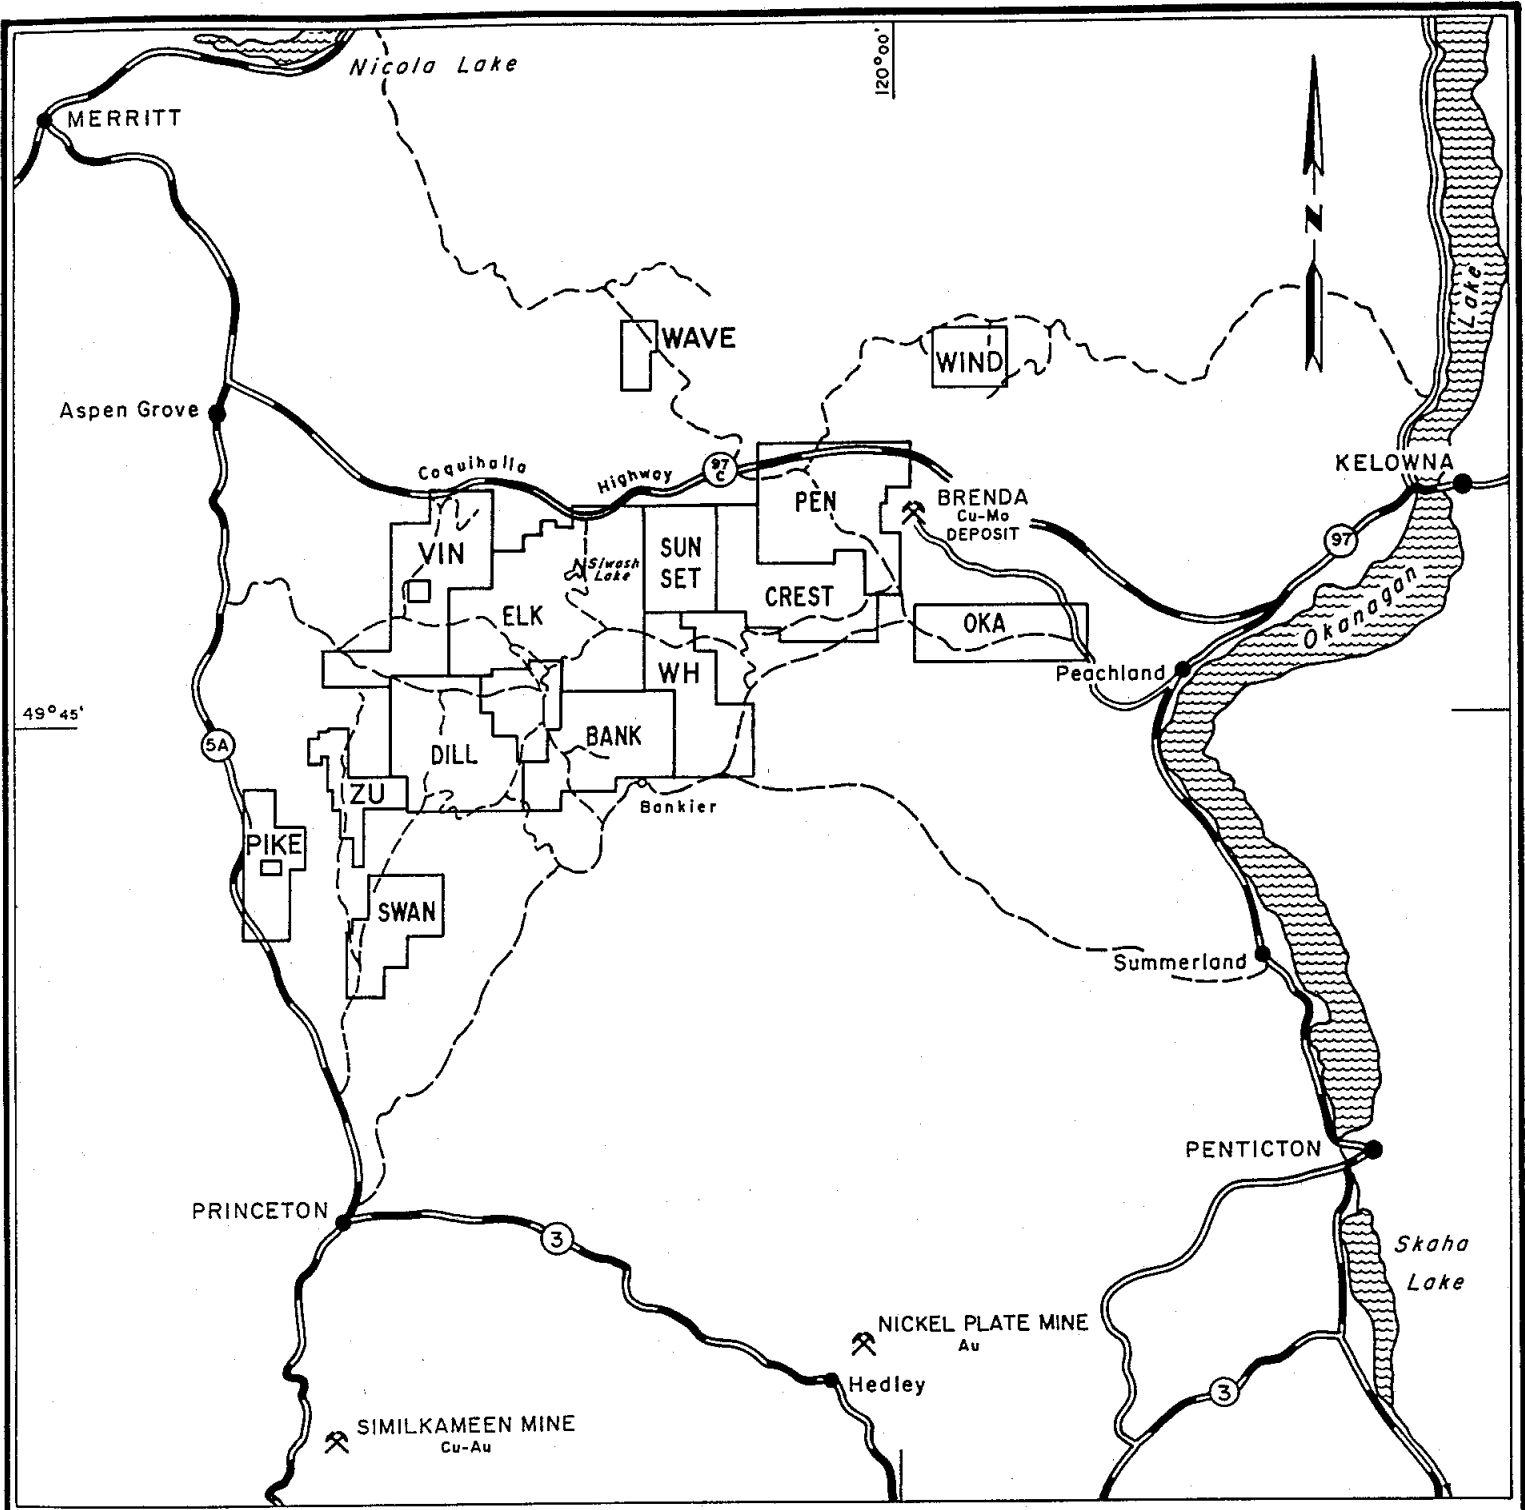 Nicola Lake
120°00'
MERRITT
N
WAVE
WIND
Lake
Aspen Grove
Coquihalla
Highway
97
C
KELOWNA
PEN
BRENDA
Cu-Mo
DEPOSIT
97
VIN
SUN
SET
Siwash
Lake
CREST
ELK
OKA
Okanagan
WH
Peachland
49°45'
5A
DILL
BANK
ZU
Bankier
PIKE
SWAN
Summerland
PENTICTON
PRINCETON
3
Skaha
Lake
NICKEL PLATE MINE
Au
Hedley
3
SIMILKAMEEN MINE
Cu-Au